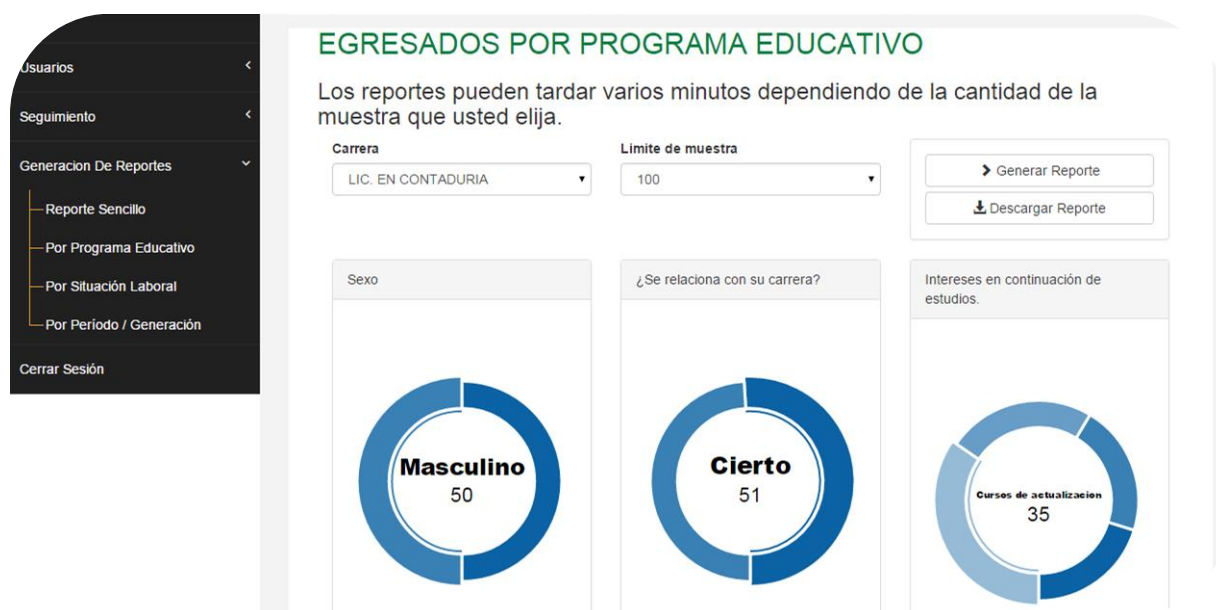 Usuarios
Seguimiento
Generacion De Reportes
Reporte Sencillo
Por Programa Educativo
Por Situación Laboral
Por Período / Generación
Cerrar Sesión
EGRESADOS POR PROGRAMA EDUCATIVO
Los reportes pueden tardar varios minutos dependiendo de la cantidad de la
muestra que usted elija.
Carrera
LIC. EN CONTADURIA
Limite de muestra
100
Generar Reporte
Descargar Reporte
Sexo
Masculino
50
¿Se relaciona con su carrera?
Cierto
51
Intereses en continuación de
estudios.
Cursos de actualizacion
35